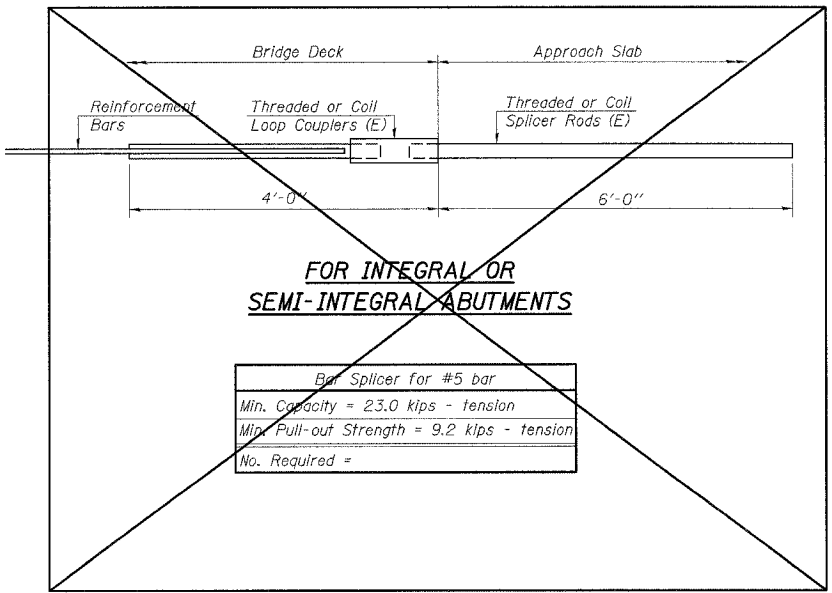 Bridge Deck
Approach Slab
Reinforcement
Bars
Threaded or Coil
Loop Couplers (E)
Threaded or Coil
Splicer Rods (E)
4'-0"
6'-0"
FOR INTEGRAL OR
SEMI-INTEGRAL ABUTMENTS
Bar Splicer for #5 bar
Min. Capacity = 23.0 kips - tension
Min. Pull-out Strength = 9.2 kips - tension
No. Required =